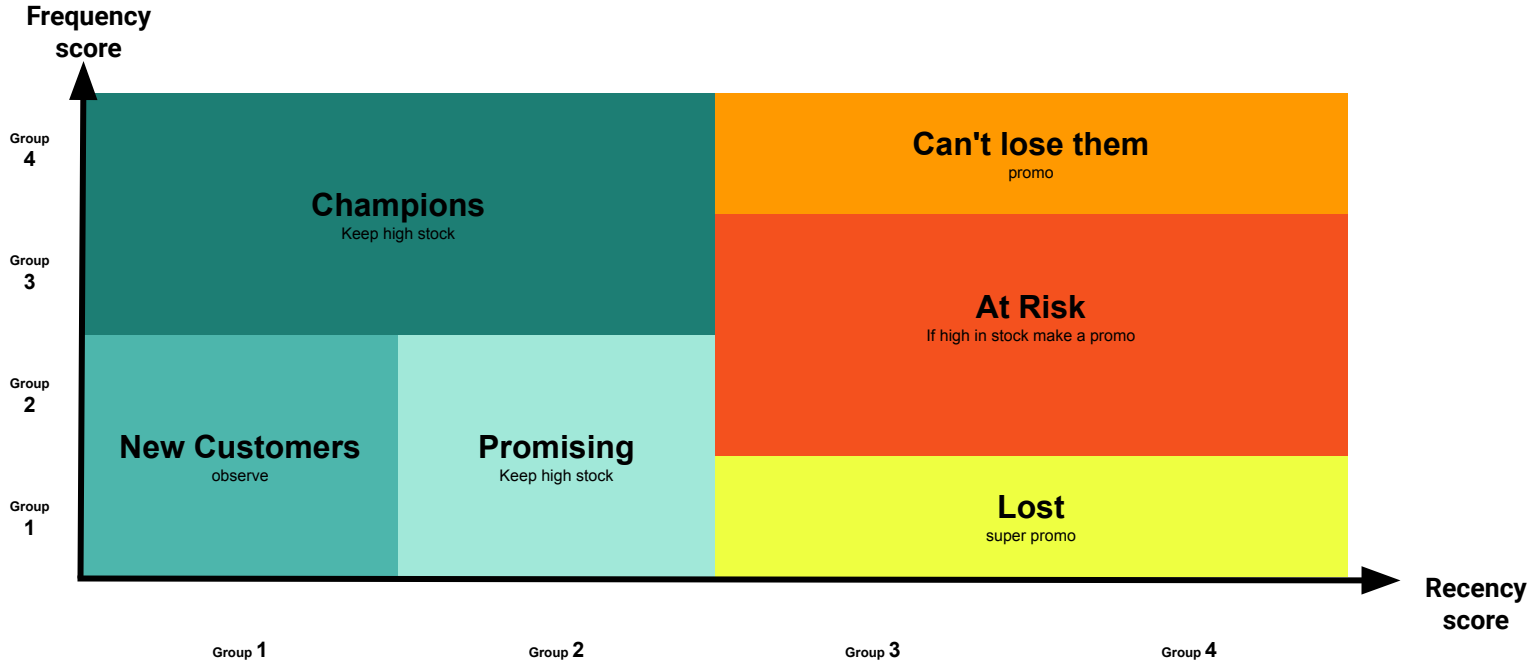 Frequency
score
Group
4
Group
3
Group
2
Group
1
Champions
Keep high stock
Can't lose them
promo
At Risk
If high in stock make a promo
New Customers
observe
Promising
Keep high stock
Lost
super promo
Recency
score
Group 1
Group 2
Group 3
Group 4